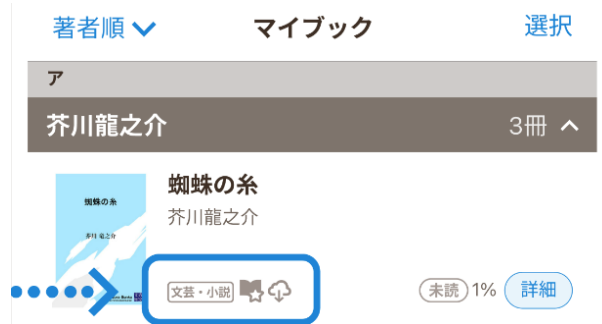 著者順 マイブック 選択
ア
芥川龍之介 3冊
蜘蛛の糸
芥川龍之介
蜘蛛の糸
芥川 竜之介
文芸・小説 未読 1% 詳細